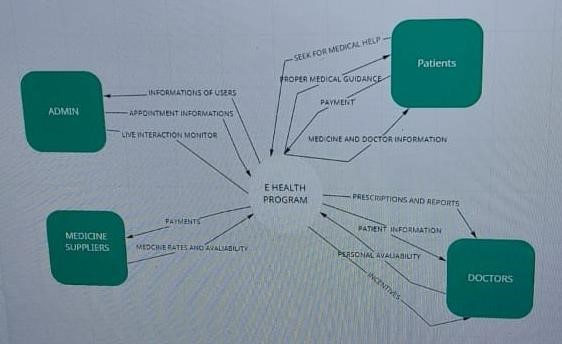 SEEK FOR MEDICAL HELP
Patients
PROPER MEDICAL GUIDANCE
PAYMENT
MEDICINE AND DOCTOR INFORMATION
INFORMATIONS OF USERS
ADMIN
APPOINTMENT INFORMATIONS
LIVE INTERACTION MONITOR
E HEALTH
PROGRAM
PRESCRIPTIONS AND REPORTS
PAYMENTS
MEDICINE
SUPPLIERS
MEDCINE RATES AND AVALIABILITY
PATIENT INFORMATION
PERSONAL AVALIABILITY
DOCTORS
INCENTIVES